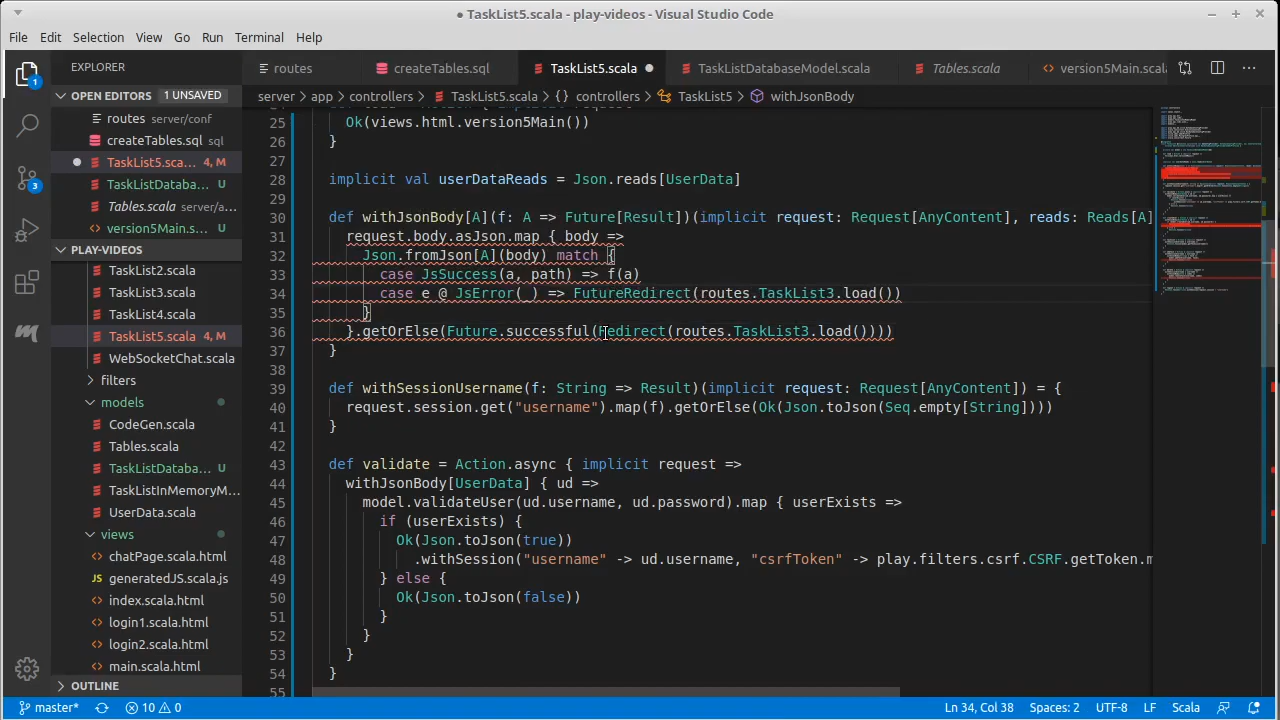 ● TaskList5.scala - play-videos - Visual Studio Code
File Edit Selection View Go Run Terminal Help
EXPLORER
routes
createTables.sql
TaskList5.scala
TaskListDatabaseModel.scala
Tables.scala
version5Main.scala
OPEN EDITORS 1 UNSAVED
server > app > controllers > TaskList5.scala > {} controllers > TaskList5 > withJsonBody
routes server/conf
createTables.sql sql
TaskList5.sca... 4, M
TaskListDataba... U
Tables.scala server/a...
version5Main.s... U
PLAY-VIDEOS
TaskList2.scala
TaskList3.scala
TaskList4.scala
TaskList5.scala 4, M
WebSocketChat.scala
filters
models
CodeGen.scala
Tables.scala
TaskListDataba... U
TaskListInMemoryM...
UserData.scala
views
chatPage.scala.html
JS generatedJS.scala.js
index.scala.html
login1.scala.html
login2.scala.html
main.scala.html
OUTLINE
25 Ok(views.html.version5Main())
26 }
27
28 implicit val userDataReads = Json.reads[UserData]
29
30 def withJsonBody[A](f: A => Future[Result])(implicit request: Request[AnyContent], reads: Reads[A]
31 request.body.asJson.map { body =>
32 Json.fromJson[A](body) match {
33 case JsSuccess(a, path) => f(a)
34 case e @ JsError(_) => FutureRedirect(routes.TaskList3.load())
35 }
36 }.getOrElse(Future.successful(Redirect(routes.TaskList3.load())))
37 }
38
39 def withSessionUsername(f: String => Result)(implicit request: Request[AnyContent]) = {
40 request.session.get("username").map(f).getOrElse(Ok(Json.toJson(Seq.empty[String])))
41 }
42
43 def validate = Action.async { implicit request =>
44 withJsonBody[UserData] { ud =>
45 model.validateUser(ud.username, ud.password).map { userExists =>
46 if (userExists) {
47 Ok(Json.toJson(true))
48 .withSession("username" -> ud.username, "csrfToken" -> play.filters.csrf.CSRF.getToken.m
49 } else {
50 Ok(Json.toJson(false))
51 }
52 }
53 }
54 }
55
master* 10 0 Ln 34, Col 38 Spaces: 2 UTF-8 LF Scala